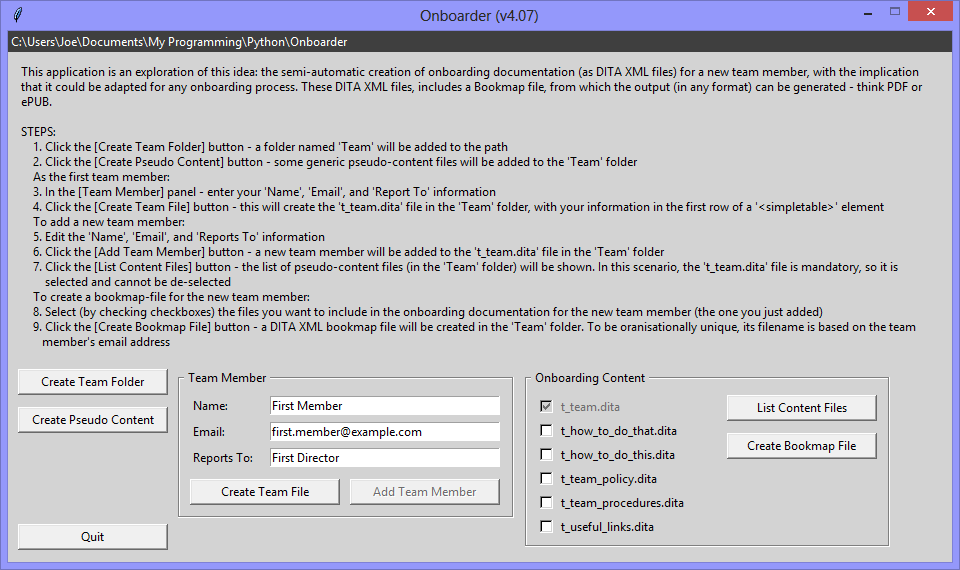 Onboarder (v4.07)
C:\Users\Joe\Documents\My Programming\Python\Onboarder
This application is an exploration of this idea: the semi-automatic creation of onboarding documentation (as DITA XML files) for a new team member, with the implication
that it could be adapted for any onboarding process. These DITA XML files, includes a Bookmap file, from which the output (in any format) can be generated - think PDF or
ePUB.
STEPS:
1. Click the [Create Team Folder] button - a folder named 'Team' will be added to the path
2. Click the [Create Pseudo Content] button - some generic pseudo-content files will be added to the 'Team' folder
As the first team member:
3. In the [Team Member] panel - enter your 'Name', 'Email', and 'Report To' information
4. Click the [Create Team File] button - this will create the 't_team.dita' file in the 'Team' folder, with your information in the first row of a '<simpletable>' element
To add a new team member:
5. Edit the 'Name', 'Email', and 'Reports To' information
6. Click the [Add Team Member] button - a new team member will be added to the 't_team.dita' file in the 'Team' folder
7. Click the [List Content Files] button - the list of pseudo-content files (in the 'Team' folder) will be shown. In this scenario, the 't_team.dita' file is mandatory, so it is
selected and cannot be de-selected
To create a bookmap-file for the new team member:
8. Select (by checking checkboxes) the files you want to include in the onboarding documentation for the new team member (the one you just added)
9. Click the [Create Bookmap File] button - a DITA XML bookmap file will be created in the 'Team' folder. To be oranisationally unique, its filename is based on the team
member's email address
Create Team Folder
Create Pseudo Content
Quit
Team Member
Name: First Member
Email: first.member@example.com
Reports To: First Director
Create Team File Add Team Member
Onboarding Content
t_team.dita
t_how_to_do_that.dita
t_how_to_do_this.dita
t_team_policy.dita
t_team_procedures.dita
t_useful_links.dita
List Content Files
Create Bookmap File